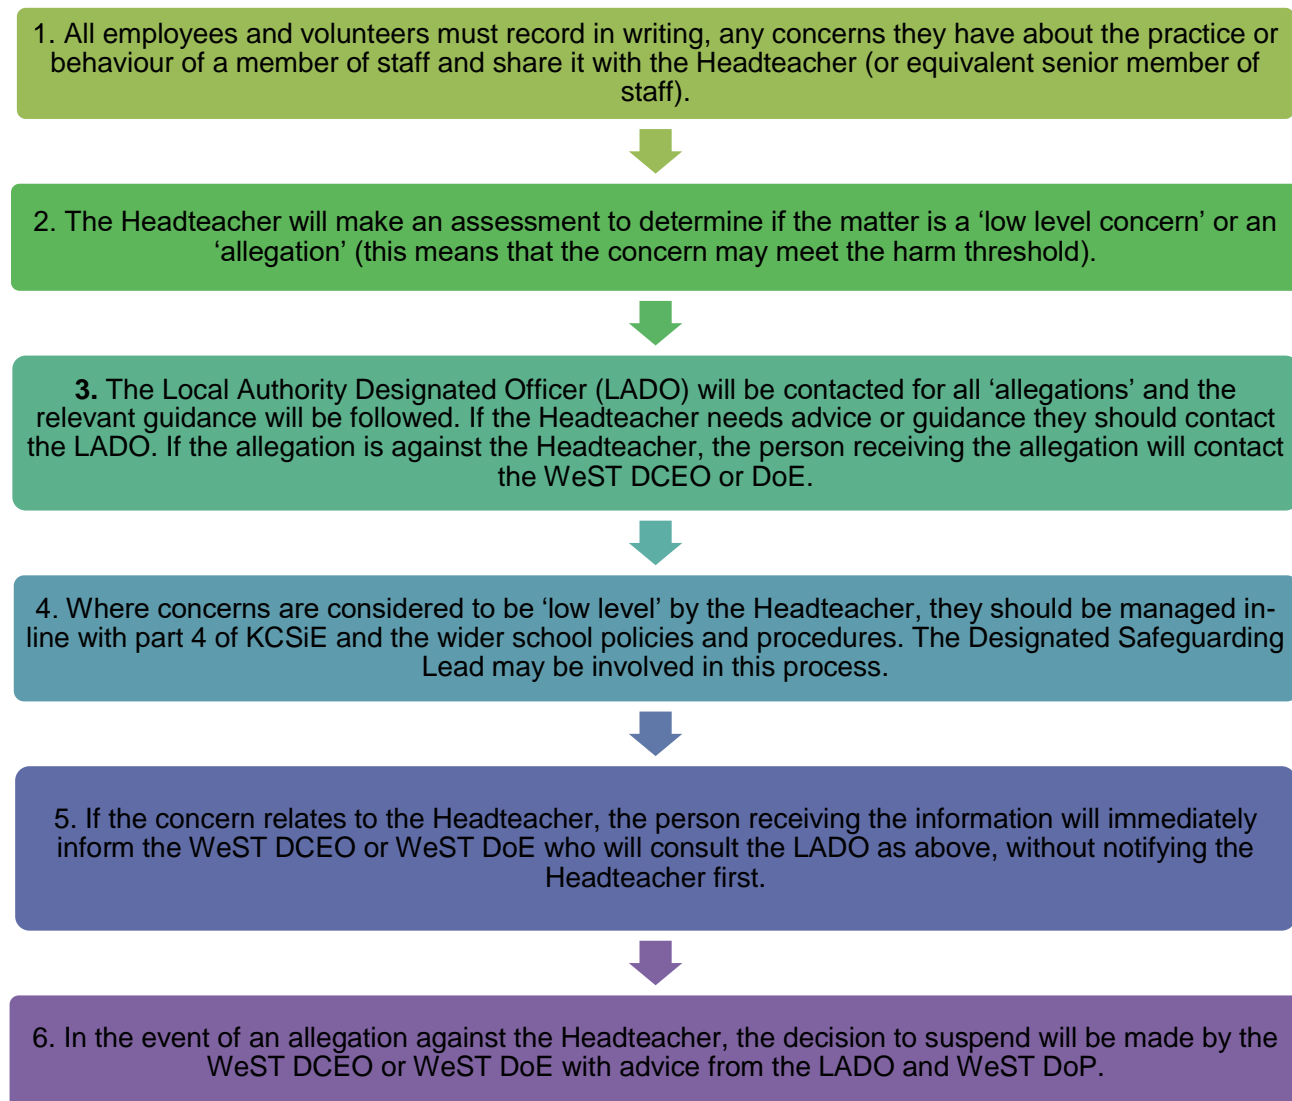 1. All employees and volunteers must record in writing, any concerns they have about the practice or
behaviour of a member of staff and share it with the Headteacher (or equivalent senior member of
staff).
2. The Headteacher will make an assessment to determine if the matter is a ‘low level concern’ or an
‘allegation’ (this means that the concern may meet the harm threshold).
3. The Local Authority Designated Officer (LADO) will be contacted for all ‘allegations’ and the
relevant guidance will be followed. If the Headteacher needs advice or guidance they should contact
the LADO. If the allegation is against the Headteacher, the person receiving the allegation will contact
the WeST DCEO or DoE.
4. Where concerns are considered to be ‘low level’ by the Headteacher, they should be managed in-
line with part 4 of KCSiE and the wider school policies and procedures. The Designated Safeguarding
Lead may be involved in this process.
5. If the concern relates to the Headteacher, the person receiving the information will immediately
inform the WeST DCEO or WeST DoE who will consult the LADO as above, without notifying the
Headteacher first.
6. In the event of an allegation against the Headteacher, the decision to suspend will be made by the
WeST DCEO or WeST DoE with advice from the LADO and WeST DoP.